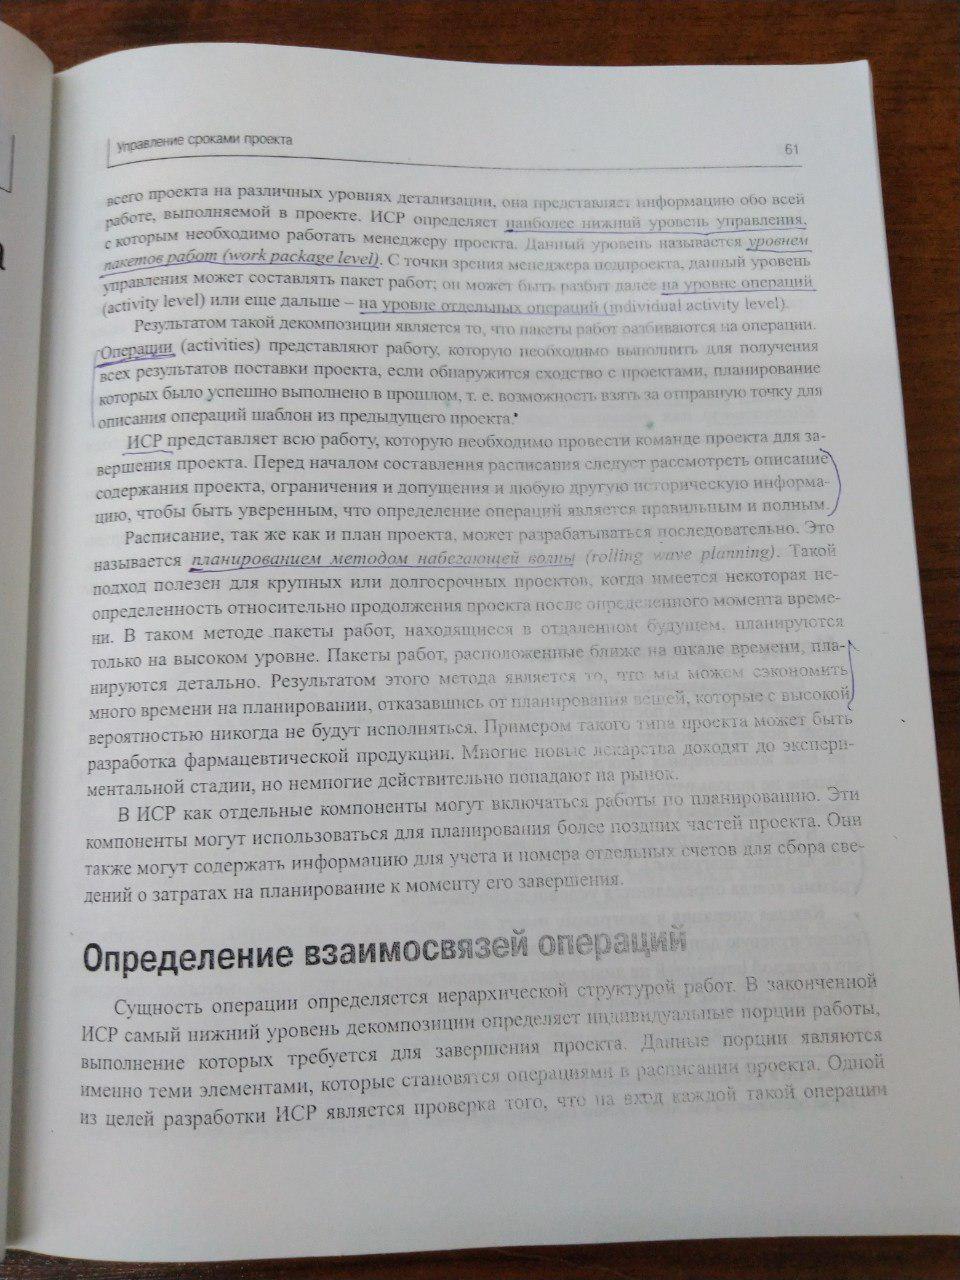 Управление сроками проекта
61
всего проекта на различных уровнях детализации, она представляет информацию обо всей
работе, выполняемой в проекте. ИСР определяет наиболее нижний уровень управления,
с которым необходимо работать менеджеру проекта. Данный уровень называется уровнем
пакетов работ (work package level). С точки зрения менеджера подпроекта, данный уровень
управления может составлять пакет работ; он может быть разбит далее на уровне операций
(activity level) или еще дальше – на уровне отдельных операций (individual activity level).
Результатом такой декомпозиции является то, что пакеты работ разбиваются на операции.
Операции (activities) представляют работу, которую необходимо выполнить для получения
всех результатов поставки проекта, если обнаружится сходство с проектами, планирование
которых было успешно выполнено в прошлом, т. е. возможность взять за отправную точку для
описания операций шаблон из предыдущего проекта.
ИСР представляет всю работу, которую необходимо провести команде проекта для за-
вершения проекта. Перед началом составления расписания следует рассмотреть описание
содержания проекта, ограничения и допущения и любую другую историческую информа-
цию, чтобы быть уверенным, что определение операций является правильным и полным.
Расписание, так же как и план проекта, может разрабатываться последовательно. Это
называется планированием методом набегающей волны (rolling wave planning). Такой
подход полезен для крупных или долгосрочных проектов, когда имеется некоторая не-
определенность относительно продолжения проекта после определенного момента време-
ни. В таком методе пакеты работ, находящиеся в отдаленном будущем, планируются
только на высоком уровне. Пакеты работ, расположенные ближе на шкале времени, пла-
нируются детально. Результатом этого метода является то, что мы можем сэкономить
много времени на планировании, отказавшись от планирования вещей, которые с высокой
вероятностью никогда не будут исполняться. Примером такого типа проекта может быть
разработка фармацевтической продукции. Многие новые лекарства доходят до экспери-
ментальной стадии, но немногие действительно попадают на рынок.
В ИСР как отдельные компоненты могут включаться работы по планированию. Эти
компоненты могут использоваться для планирования более поздних частей проекта. Они
также могут содержать информацию для учета и номера отдельных счетов для сбора све-
дений о затратах на планирование к моменту его завершения.
Определение взаимосвязей операций
Сущность операции определяется иерархической структурой работ. В законченной
ИСР самый нижний уровень декомпозиции определяет индивидуальные порции работы,
выполнение которых требуется для завершения проекта. Данные порции являются
именно теми элементами, которые становятся операциями в расписании проекта. Одной
из целей разработки ИСР является проверка того, что на вход каждой такой операции